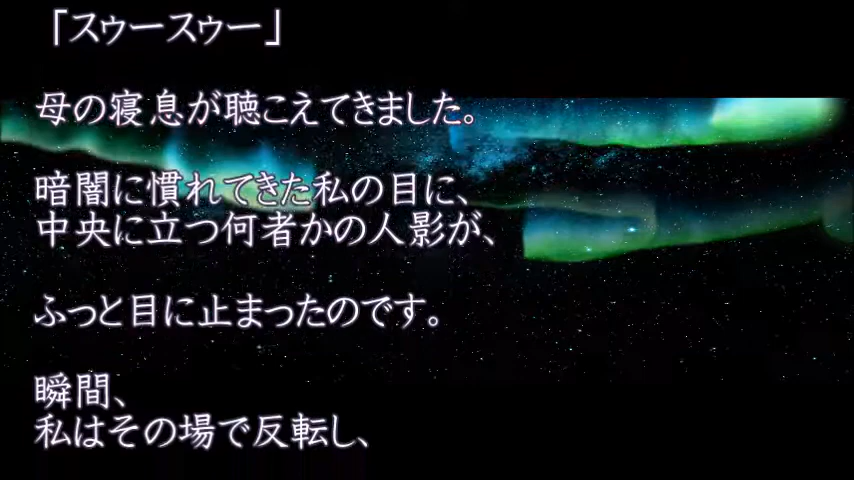 「スゥースゥー」
母の寝息が聴こえてきました。
暗闇に慣れてきた私の目に、
中央に立つ何者かの人影が、
ふっと目に止まったのです。
瞬間、
私はその場で反転し、